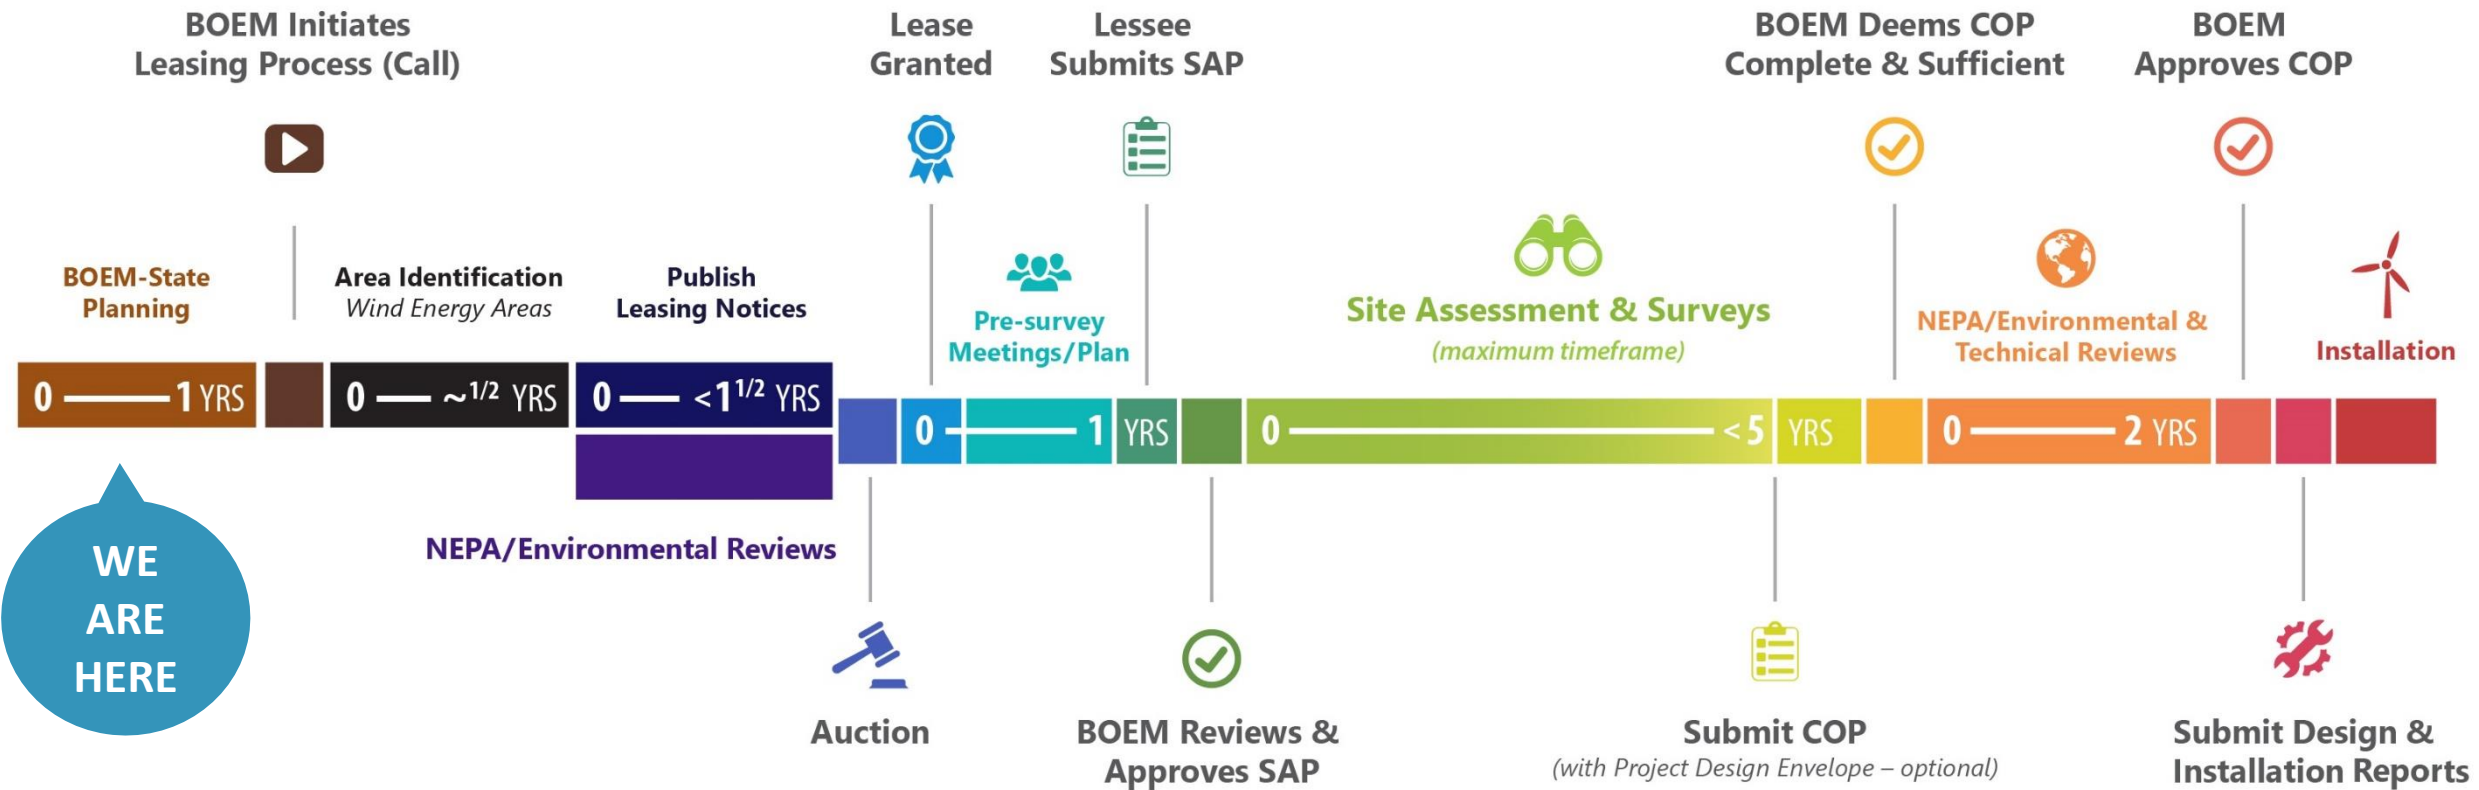 BOEM Initiates
Leasing Process (Call)
Lease
Granted
Lessee
Submits SAP
BOEM Deems COP
Complete & Sufficient
BOEM
Approves COP
BOEM-State
Planning
Area Identification
Wind Energy Areas
Publish
Leasing Notices
Pre-survey
Meetings/Plan
Site Assessment & Surveys
(maximum timeframe)
NEPA/Environmental &
Technical Reviews
Installation
0 — 1 YRS
0 — ~1/2 YRS
0 — <1 1/2 YRS
0 — 1 YRS
0 — <5 YRS
0 — 2 YRS
NEPA/Environmental Reviews
WE
ARE
HERE
Auction
BOEM Reviews &
Approves SAP
Submit COP
(with Project Design Envelope – optional)
Submit Design &
Installation Reports